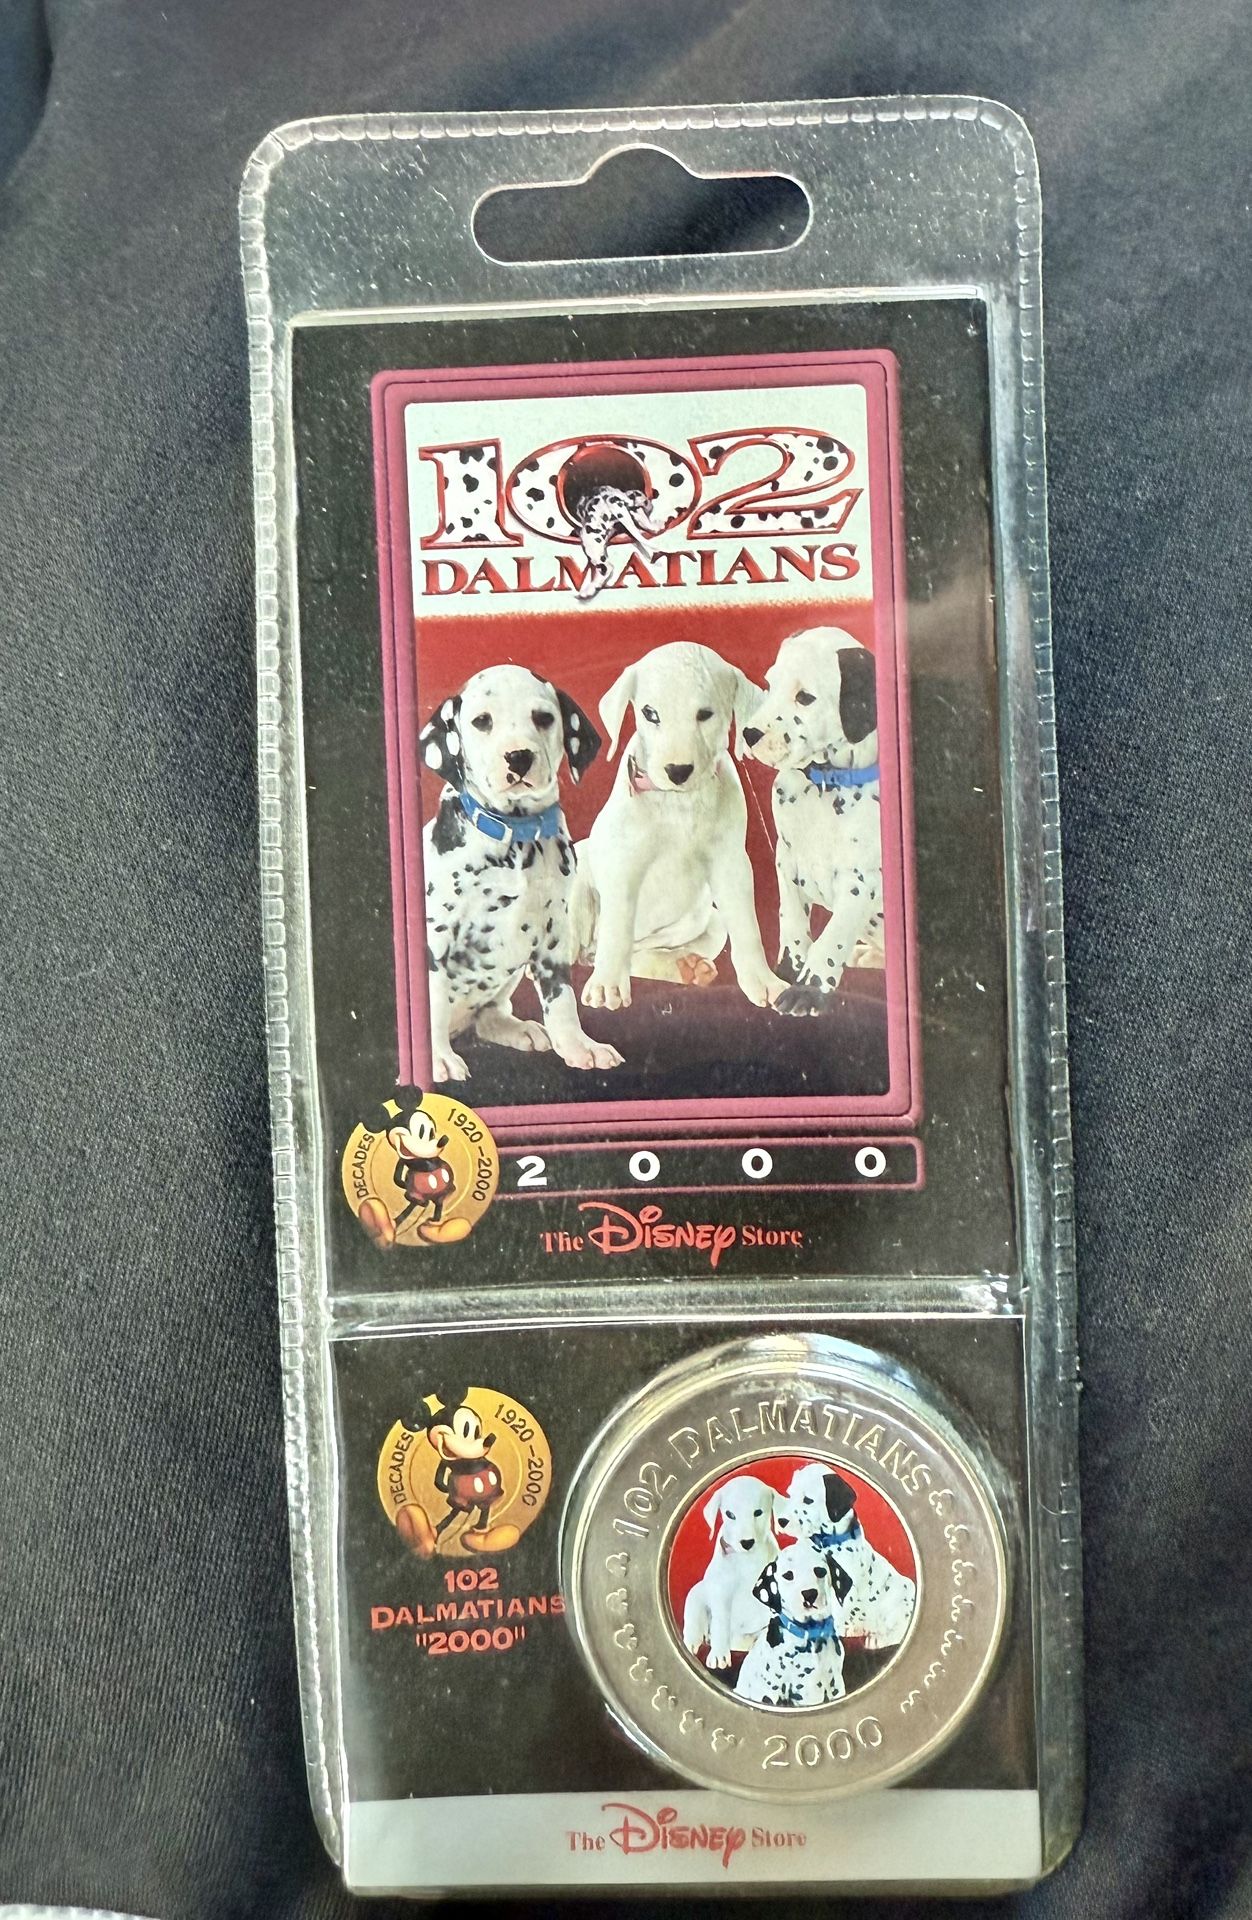 102
DALMATIANS
DECADES 1920-2000
2000
The Disney Store
DECADES 1920-2000
102
DALMATIANS
"2000"
102 DALMATIANS
2000
The Disney Store